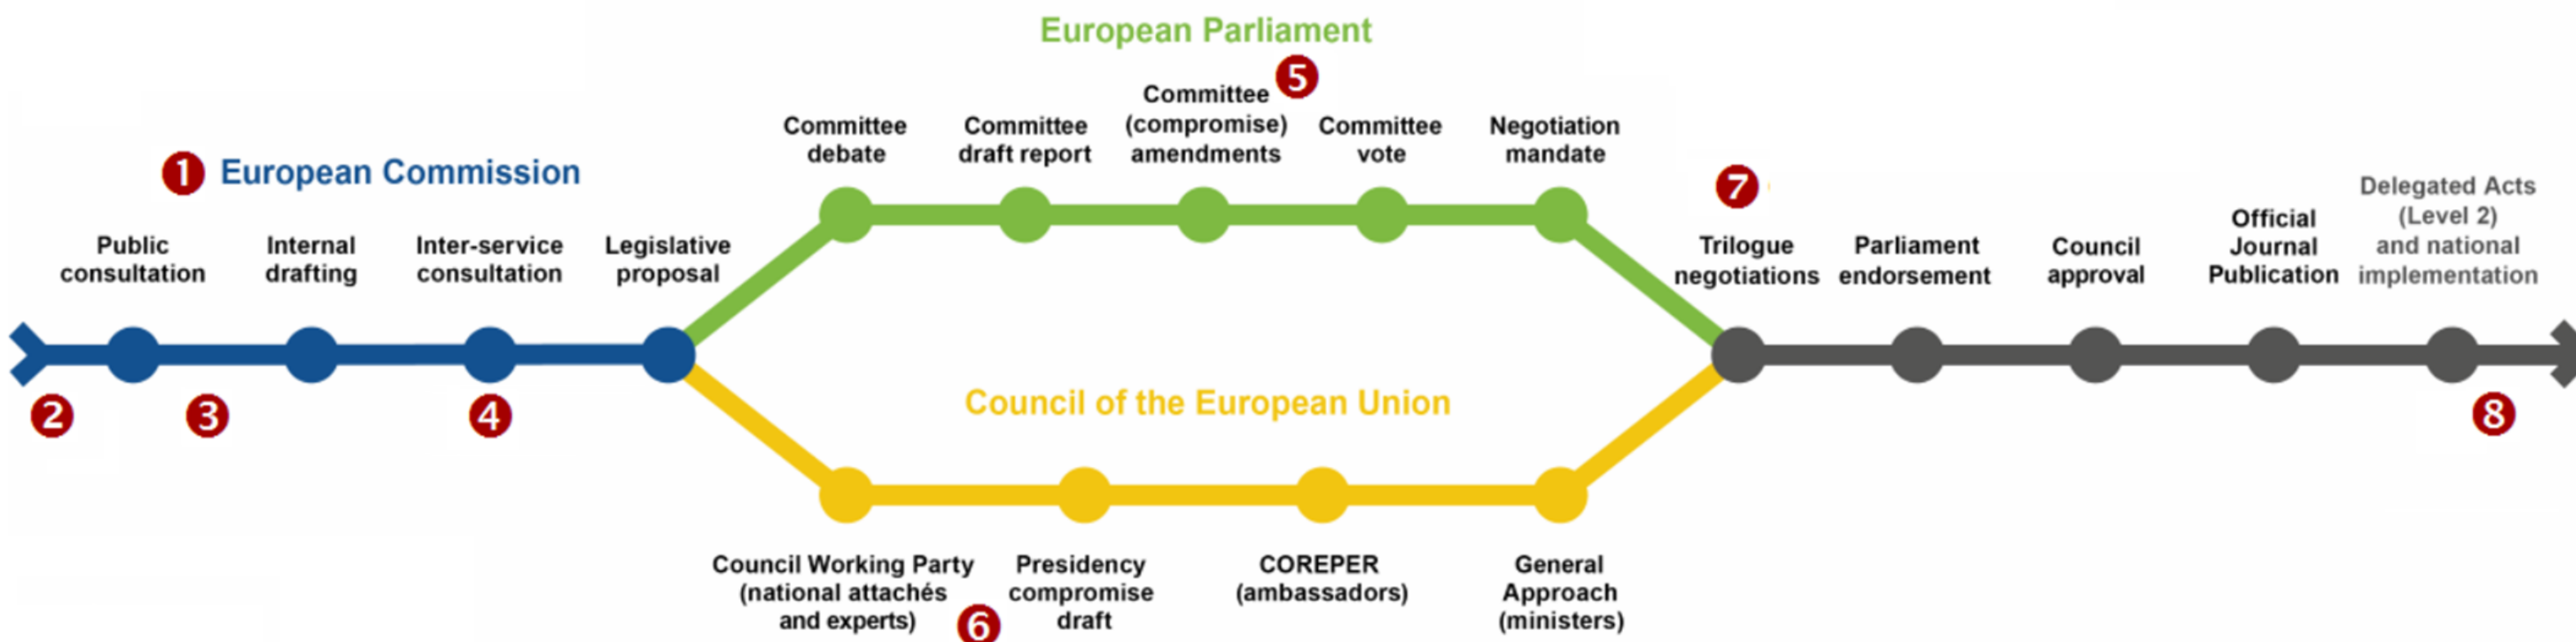 European Parliament
5
Committee
debate
Committee
draft report
Committee
(compromise)
amendments
Committee
vote
Negotiation
mandate
1 European Commission
Public
consultation
Internal
drafting
Inter-service
consultation
Legislative
proposal
7
Trilogue
negotiations
Parliament
endorsement
Council
approval
Official
Journal
Publication
Delegated Acts
(Level 2)
and national
implementation
2
3
4
8
Council of the European Union
Council Working Party
(national attachés
and experts)
6
Presidency
compromise
draft
COREPER
(ambassadors)
General
Approach
(ministers)